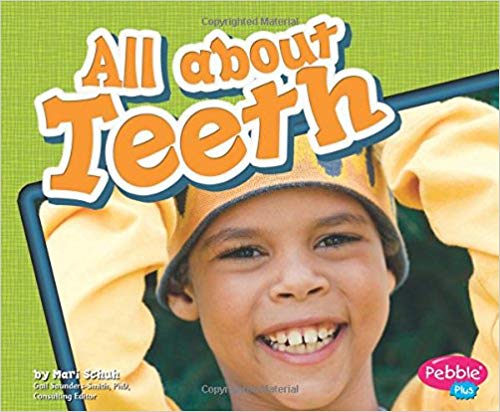 Copyrighted Material
All about
Teeth
by Mari Schuh
Gail Saunders-Smith, PhD,
Consulting Editor
Pebble®
Plus
Copyrighted Material